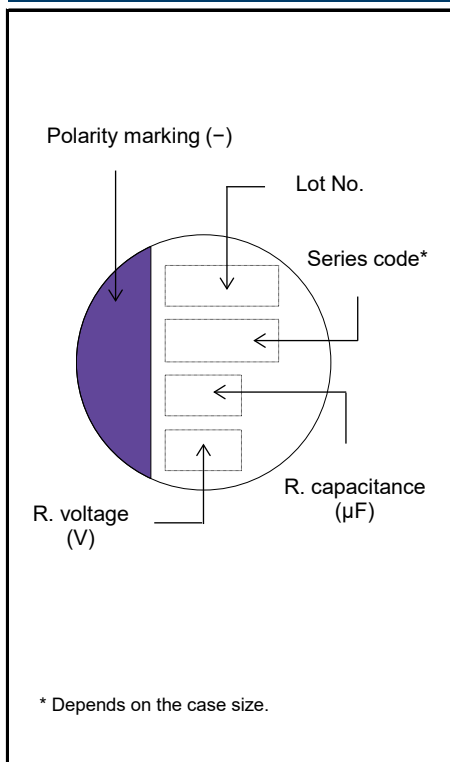 Polarity marking (−)
Lot No.
Series code*
R. capacitance
(µF)
R. voltage
(V)
* Depends on the case size.